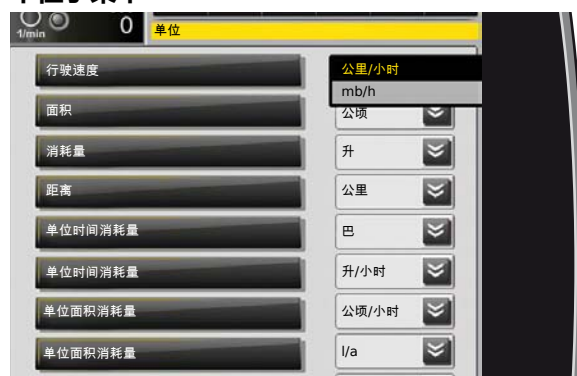 0
1/min
单位
行驶速度
公里/小时
mb/h
面积
公顷
消耗量
升
距离
公里
单位时间消耗量
巴
单位时间消耗量
升/小时
单位面积消耗量
公顷/小时
单位面积消耗量
l/a